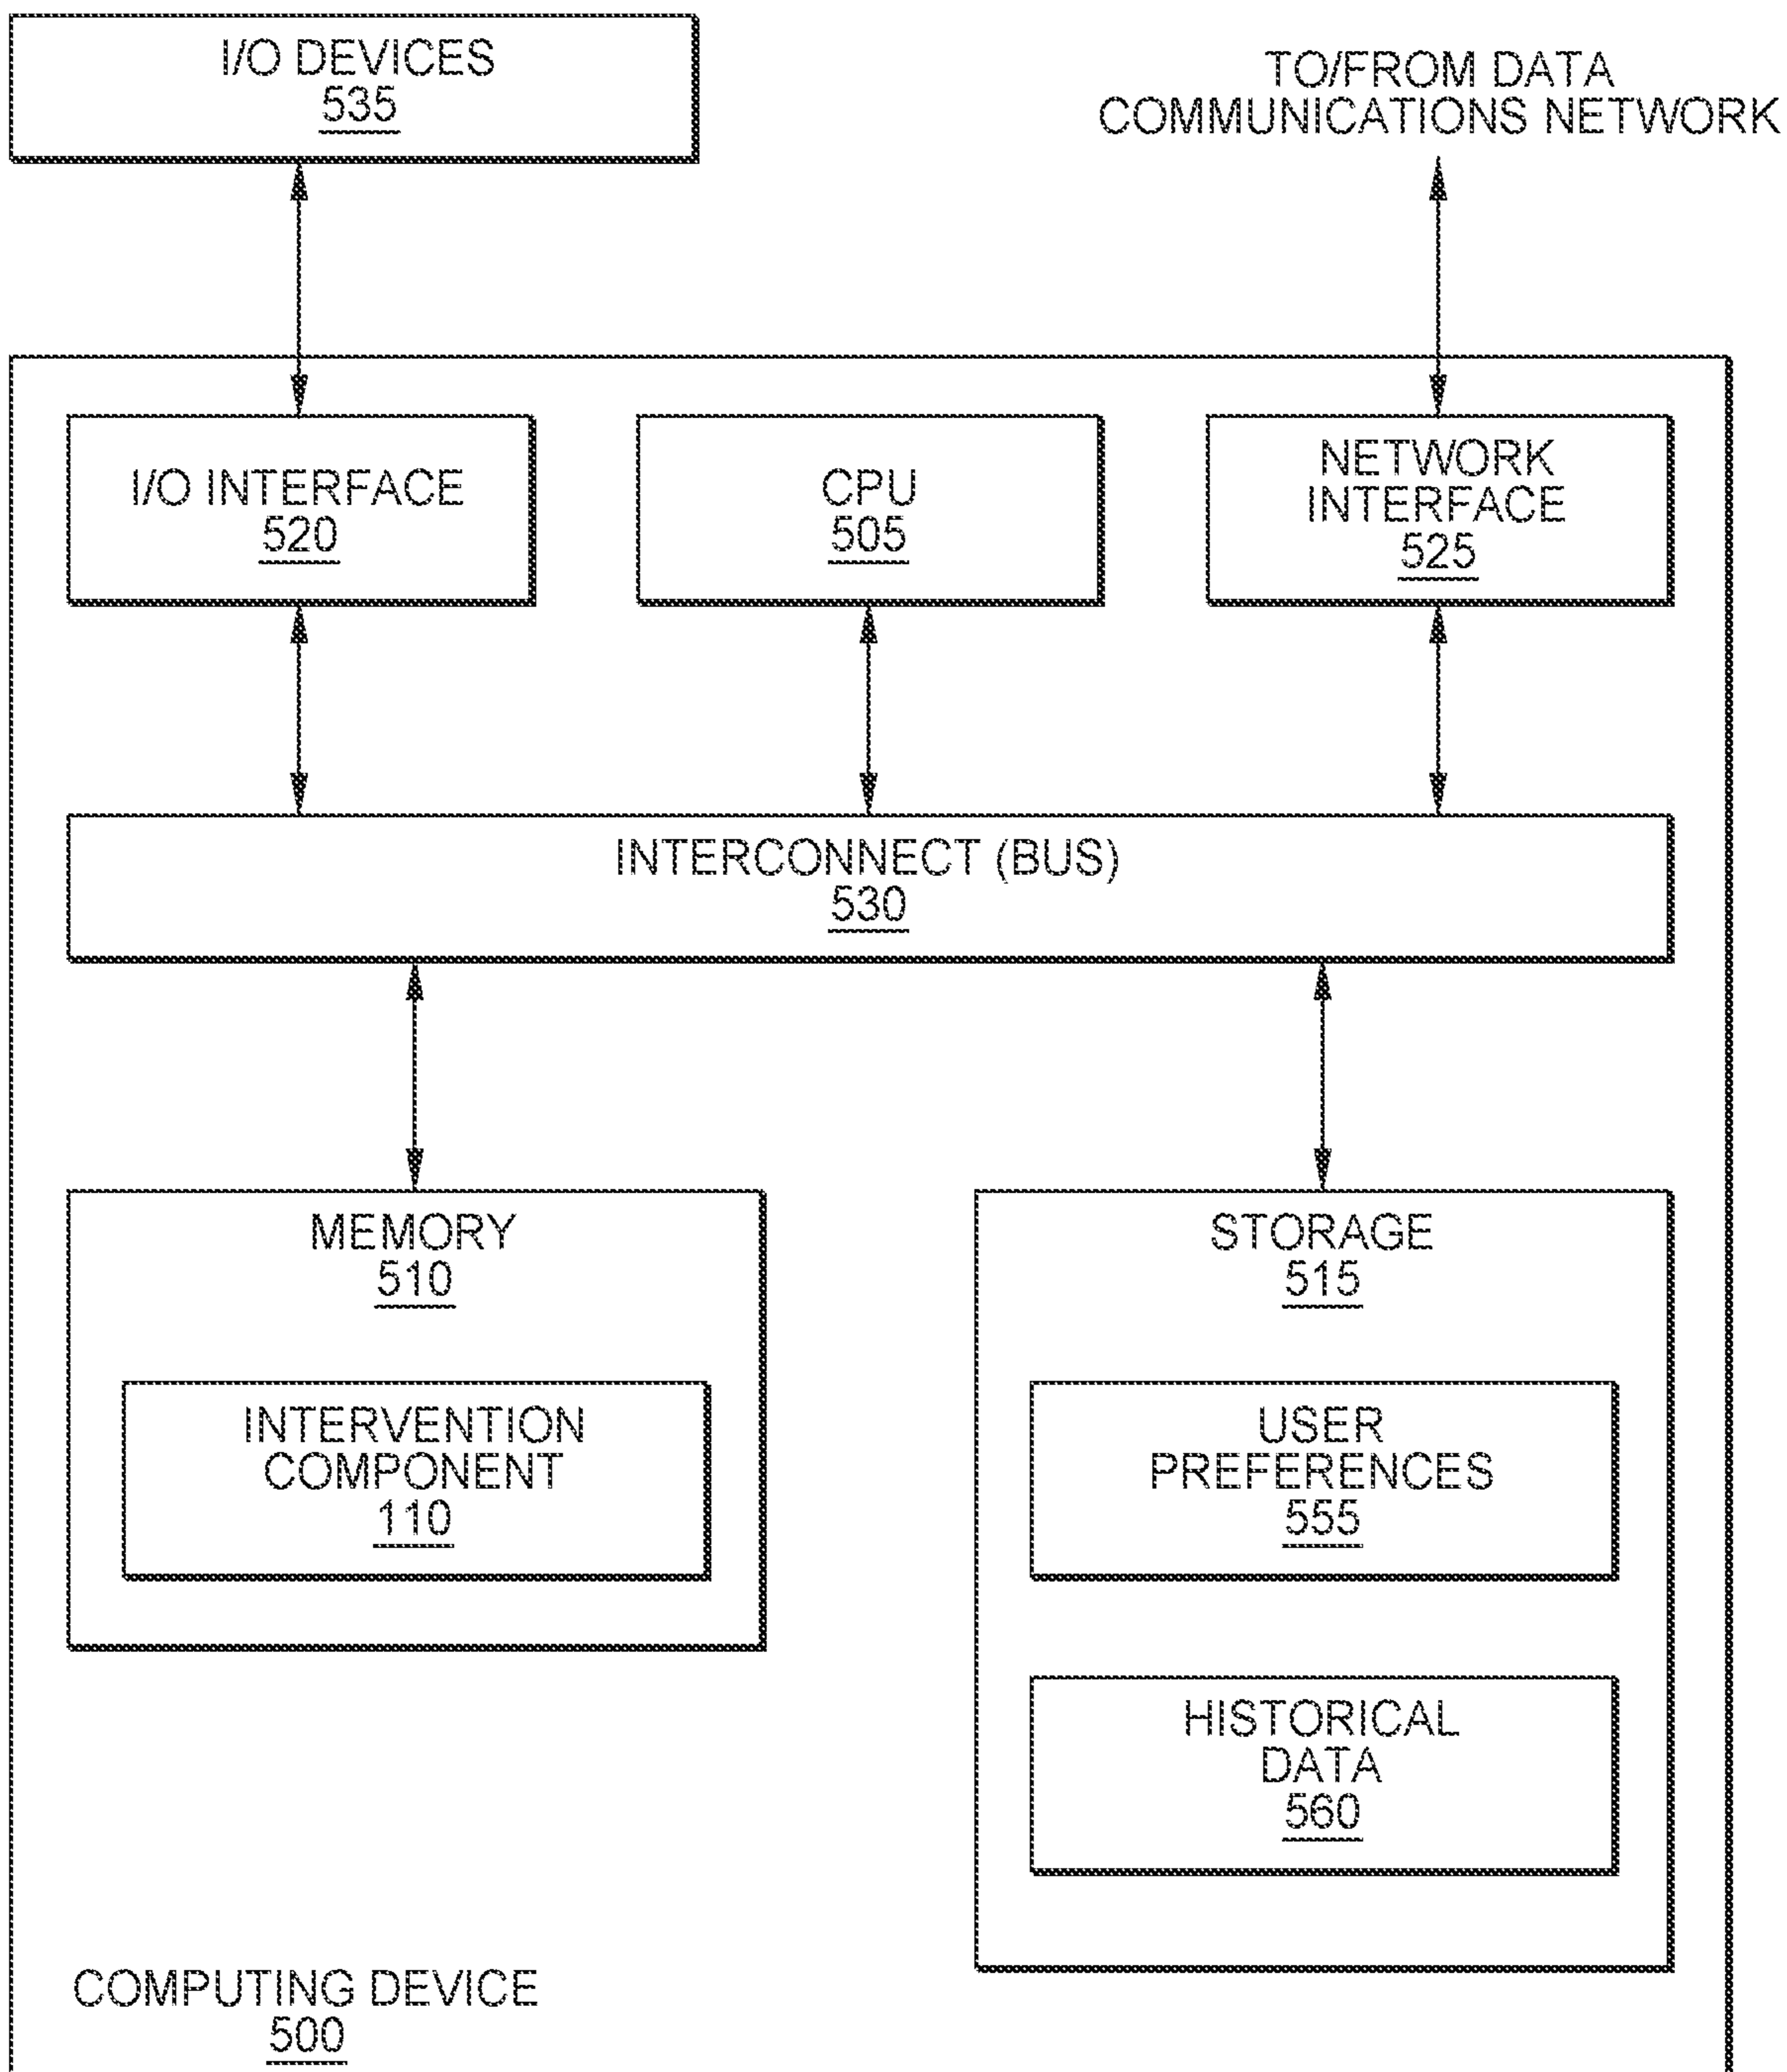 I/O DEVICES
535
TO/FROM DATA
COMMUNICATIONS NETWORK
I/O INTERFACE
520
CPU
505
NETWORK
INTERFACE
525
INTERCONNECT (BUS)
530
MEMORY
510
INTERVENTION
COMPONENT
110
STORAGE
515
USER
PREFERENCES
555
HISTORICAL
DATA
560
COMPUTING DEVICE
500